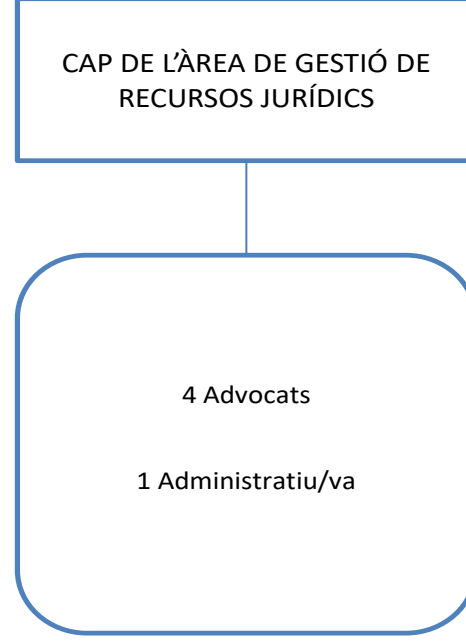 CAP DE L'ÀREA DE GESTIÓ DE
RECURSOS JURÍDICS
4 Advocats
1 Administratiu/va